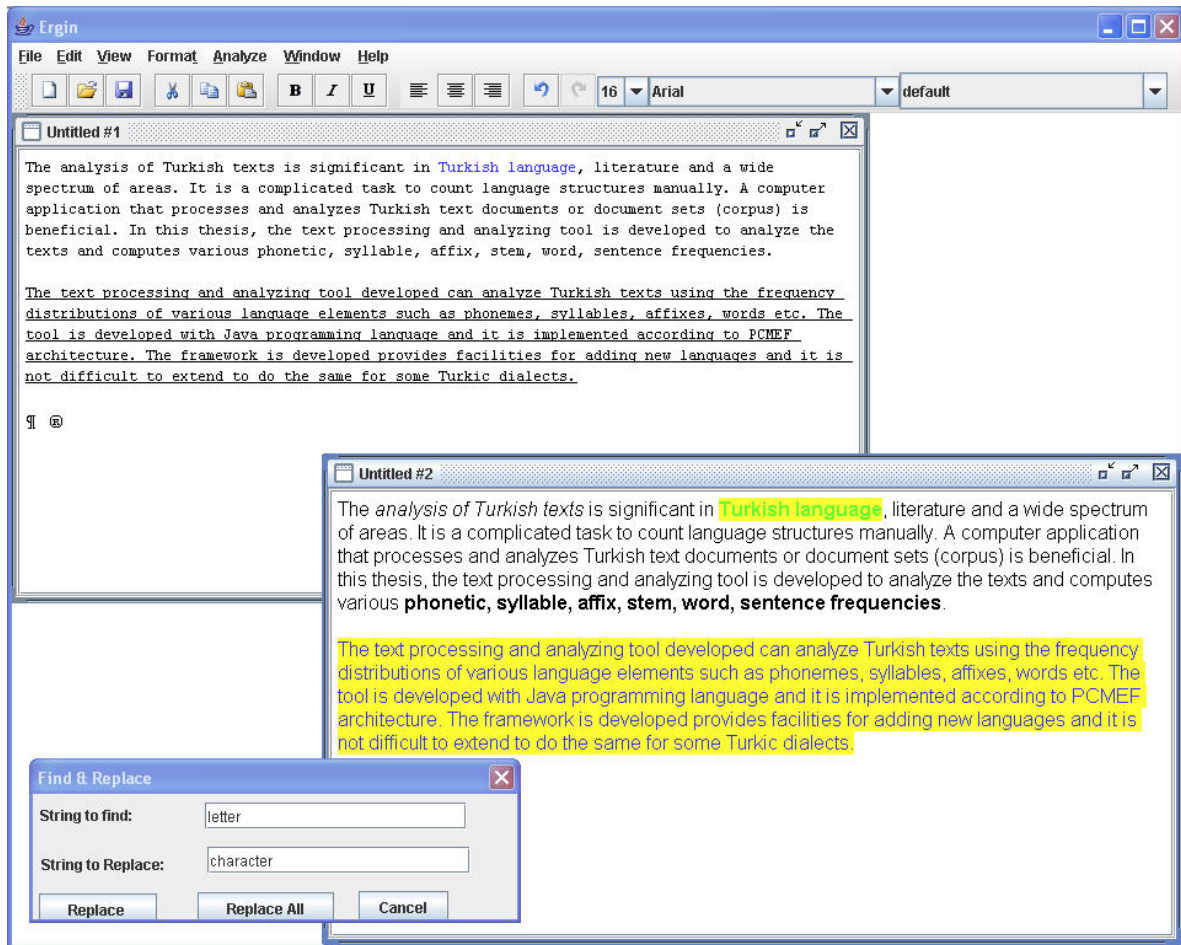 Ergin
File Edit View Format Analyze Window Help
B I U 16 Arial default
Untitled #1
The analysis of Turkish texts is significant in Turkish language, literature and a wide
spectrum of areas. It is a complicated task to count language structures manually. A computer
application that processes and analyzes Turkish text documents or document sets (corpus) is
beneficial. In this thesis, the text processing and analyzing tool is developed to analyze the
texts and computes various phonetic, syllable, affix, stem, word, sentence frequencies.
The text processing and analyzing tool developed can analyze Turkish texts using the frequency
distributions of various language elements such as phonemes, syllables, affixes, words etc. The
tool is developed with Java programming language and it is implemented according to PCMEF
architecture. The framework is developed provides facilities for adding new languages and it is
not difficult to extend to do the same for some Turkic dialects.
¶ ®
Untitled #2
The analysis of Turkish texts is significant in Turkish language, literature and a wide spectrum
of areas. It is a complicated task to count language structures manually. A computer application
that processes and analyzes Turkish text documents or document sets (corpus) is beneficial. In
this thesis, the text processing and analyzing tool is developed to analyze the texts and computes
various phonetic, syllable, affix, stem, word, sentence frequencies.
The text processing and analyzing tool developed can analyze Turkish texts using the frequency
distributions of various language elements such as phonemes, syllables, affixes, words etc. The
tool is developed with Java programming language and it is implemented according to PCMEF
architecture. The framework is developed provides facilities for adding new languages and it is
not difficult to extend to do the same for some Turkic dialects.
Find & Replace
String to find: letter
String to Replace: character
Replace Replace All Cancel